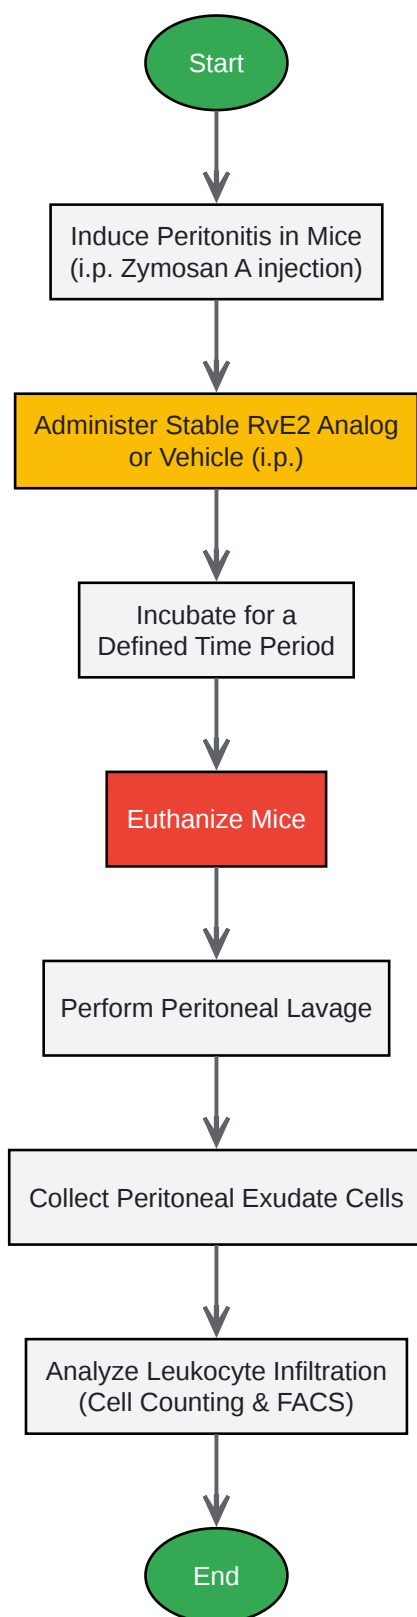 Start
Induce Peritonitis in Mice
(i.p. Zymosan A injection)
Administer Stable RvE2 Analog
or Vehicle (i.p.)
Incubate for a
Defined Time Period
Euthanize Mice
Perform Peritoneal Lavage
Collect Peritoneal Exudate Cells
Analyze Leukocyte Infiltration
(Cell Counting & FACS)
End